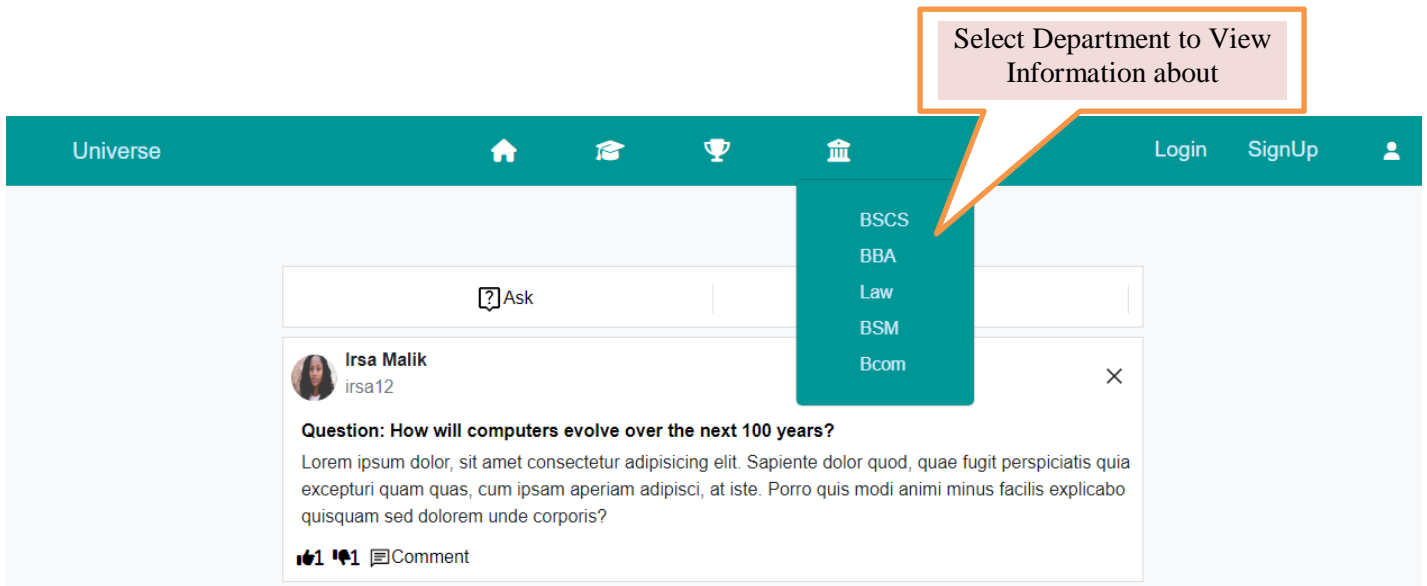 Select Department to View
Information about
Universe
Login SignUp
BSCS
BBA
Law
BSM
Bcom
Ask
Irsa Malik
irsa12
Question: How will computers evolve over the next 100 years?
Lorem ipsum dolor, sit amet consectetur adipisicing elit. Sapiente dolor quod, quae fugit perspiciatis quia
excepturi quam quas, cum ipsam aperiam adipisci, at iste. Porro quis modi animi minus facilis explicabo
quisquam sed dolorem unde corporis?
1 1 Comment